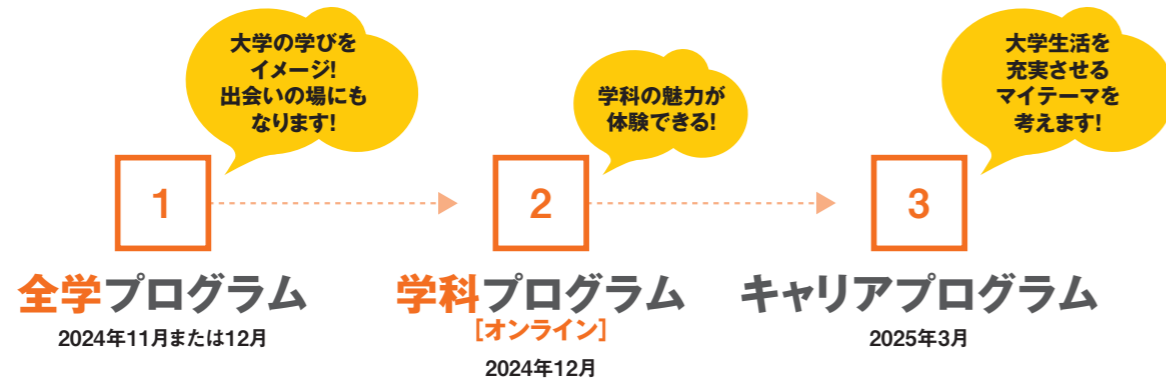 大学の学びを
イメージ!
出会いの場にも
なります!
学科の魅力が
体験できる!
大学生活を
充実させる
マイテーマを
考えます!
1
2
3
全学プログラム
2024年11月または12月
学科プログラム
[オンライン]
2024年12月
キャリアプログラム
2025年3月